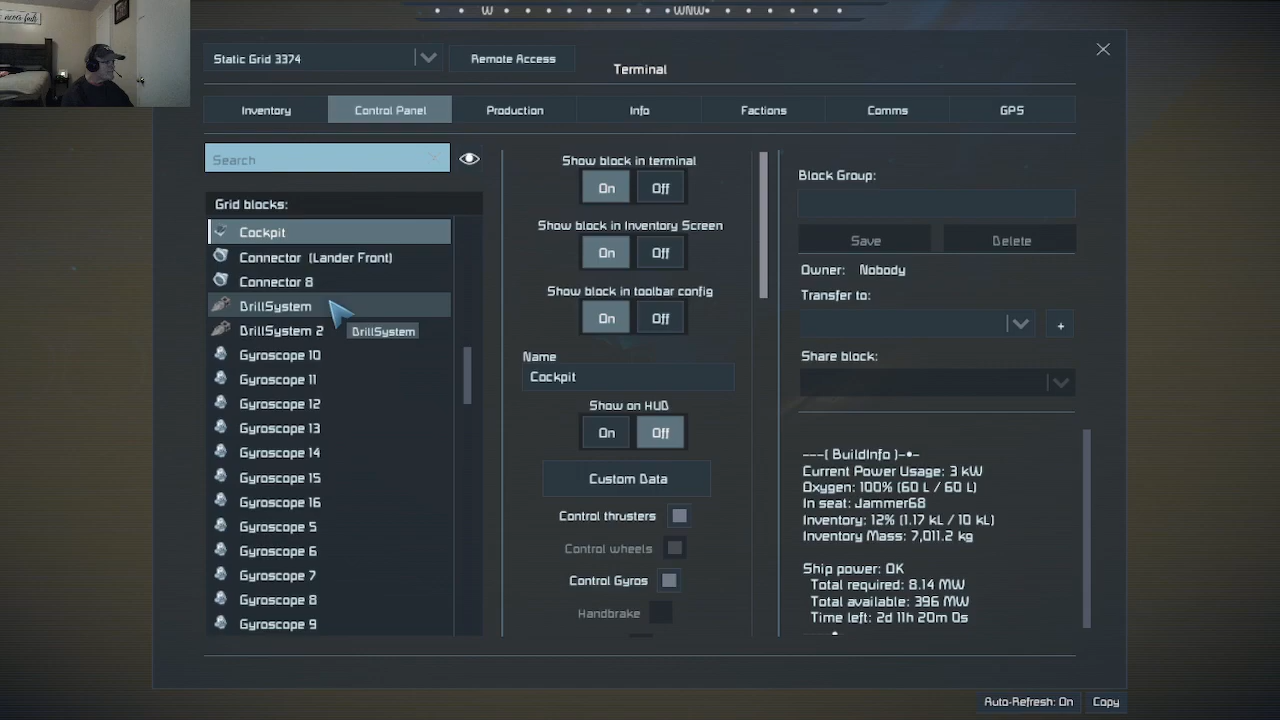 W
WNW
Static Grid 3374
Remote Access
Terminal
Inventory
Control Panel
Production
Info
Factions
Comms
GPS
Search
Grid blocks:
Cockpit
Connector (Lander Front)
Connector 8
DrillSystem
DrillSystem 2
DrillSystem
Gyroscope 10
Gyroscope 11
Gyroscope 12
Gyroscope 13
Gyroscope 14
Gyroscope 15
Gyroscope 16
Gyroscope 5
Gyroscope 6
Gyroscope 7
Gyroscope 8
Gyroscope 9
Show block in terminal
On Off
Show block in Inventory Screen
On Off
Show block in toolbar config
On Off
Name
Cockpit
Show on HUD
On Off
Custom Data
Control thrusters
Control wheels
Control Gyros
Handbrake
Block Group:
Save Delete
Owner: Nobody
Transfer to:
+
Share block:
---( BuildInfo )-•-
Current Power Usage: 3 kW
Oxygen: 100% (60 L / 60 L)
In seat: Jammer68
Inventory: 12% (1.17 kL / 10 kL)
Inventory Mass: 7,011.2 kg
Ship power: OK
Total required: 8.14 MW
Total available: 396 MW
Time left: 2d 11h 20m 0s
Auto-Refresh: On
Copy